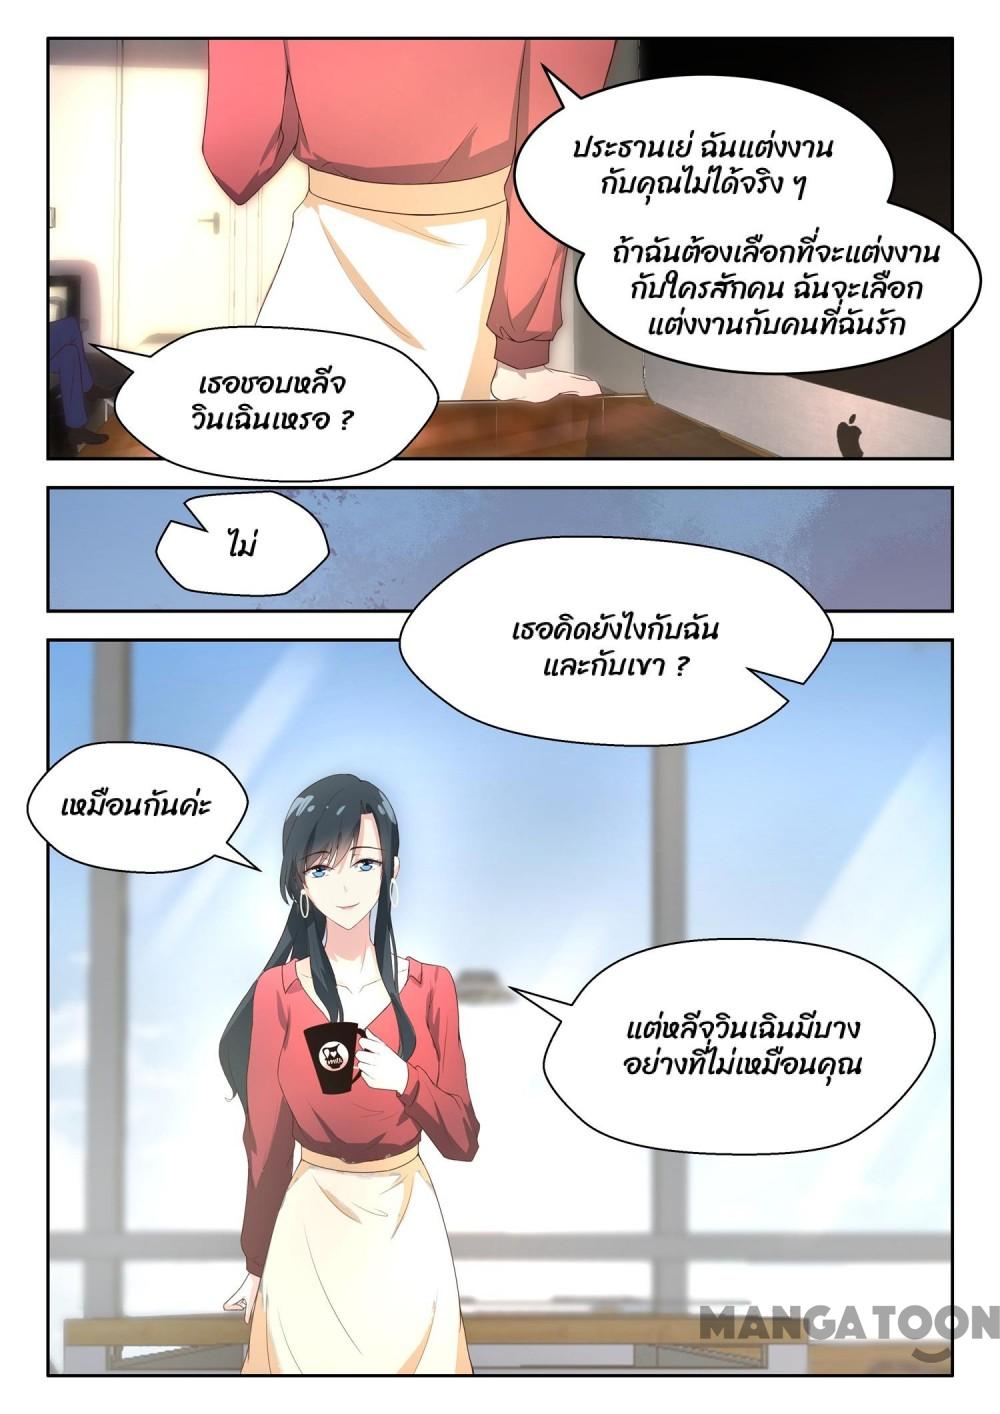 ประธานเย่ ฉันแต่งงาน
กับคุณไม่ได้จริง ๆ
ถ้าฉันต้องเลือกที่จะแต่งงาน
กับใครสักคน ฉันจะเลือก
แต่งงานกับคนที่ฉันรัก
เธอชอบหลีจ
วินเฉินเหรอ ?
ไม่
เธอคิดยังไงกับฉัน
และกับเขา ?
เหมือนกันค่ะ
แต่หลีจวินเฉินมีบาง
อย่างที่ไม่เหมือนคุณ
MANGATOON